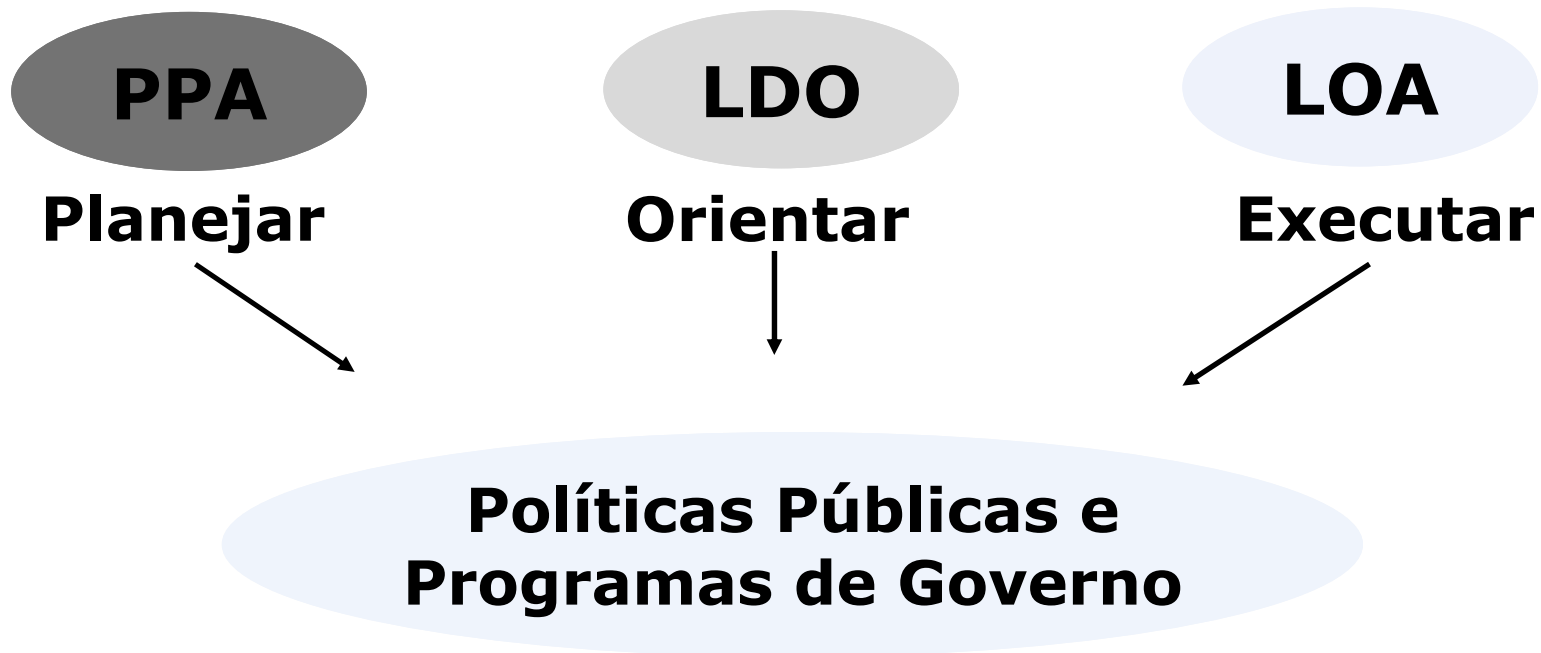 PPA
LDO
LOA
Planejar
Orientar
Executar
Políticas Públicas e
Programas de Governo